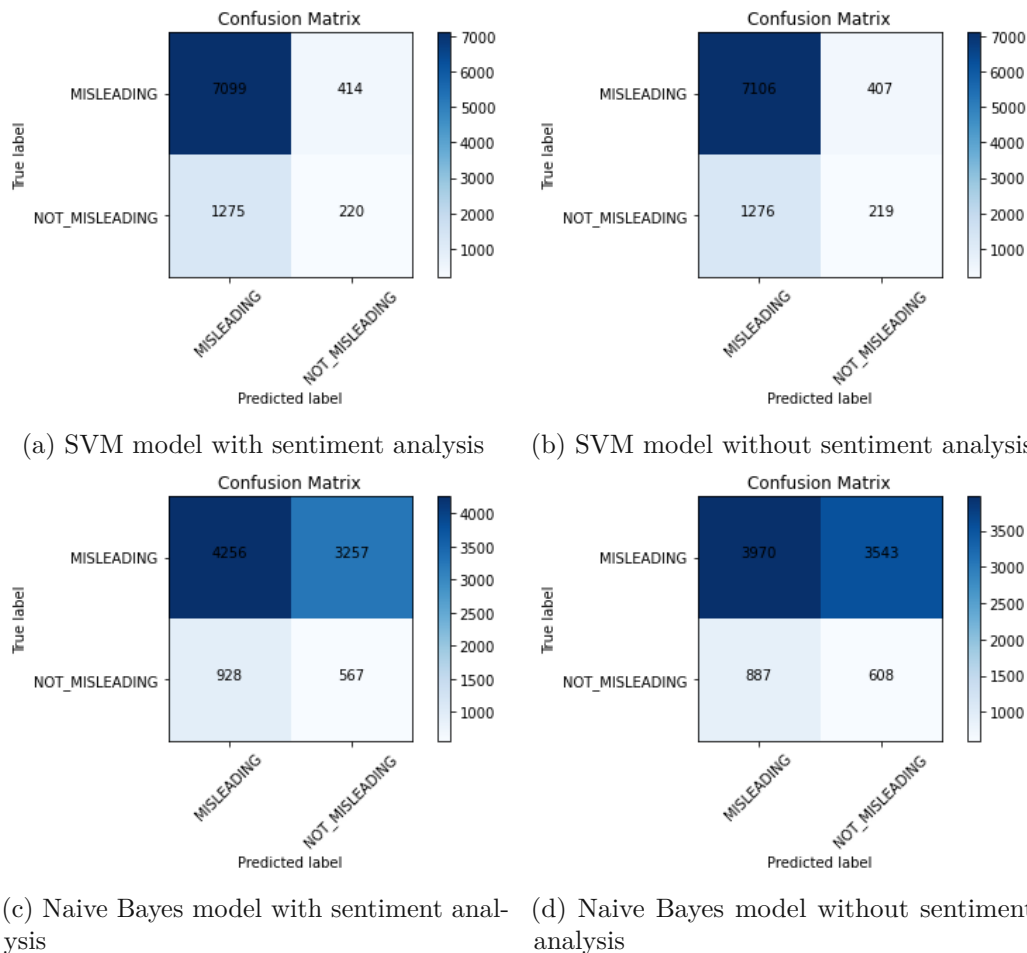 Confusion Matrix
7000
6000
5000
4000
3000
2000
1000
MISLEADING
NOT_MISLEADING
7099
414
1275
220
True label
MISLEADING
NOT_MISLEADING
Predicted label
Confusion Matrix
7000
6000
5000
4000
3000
2000
1000
MISLEADING
NOT_MISLEADING
7106
407
1276
219
True label
MISLEADING
NOT_MISLEADING
Predicted label
(a) SVM model with sentiment analysis
(b) SVM model without sentiment analysis
Confusion Matrix
4000
3500
3000
2500
2000
1500
1000
MISLEADING
NOT_MISLEADING
4256
3257
928
567
True label
MISLEADING
NOT_MISLEADING
Predicted label
Confusion Matrix
3500
3000
2500
2000
1500
1000
MISLEADING
NOT_MISLEADING
3970
3543
887
608
True label
MISLEADING
NOT_MISLEADING
Predicted label
(c) Naive Bayes model with sentiment anal-
ysis
(d) Naive Bayes model without sentiment
analysis